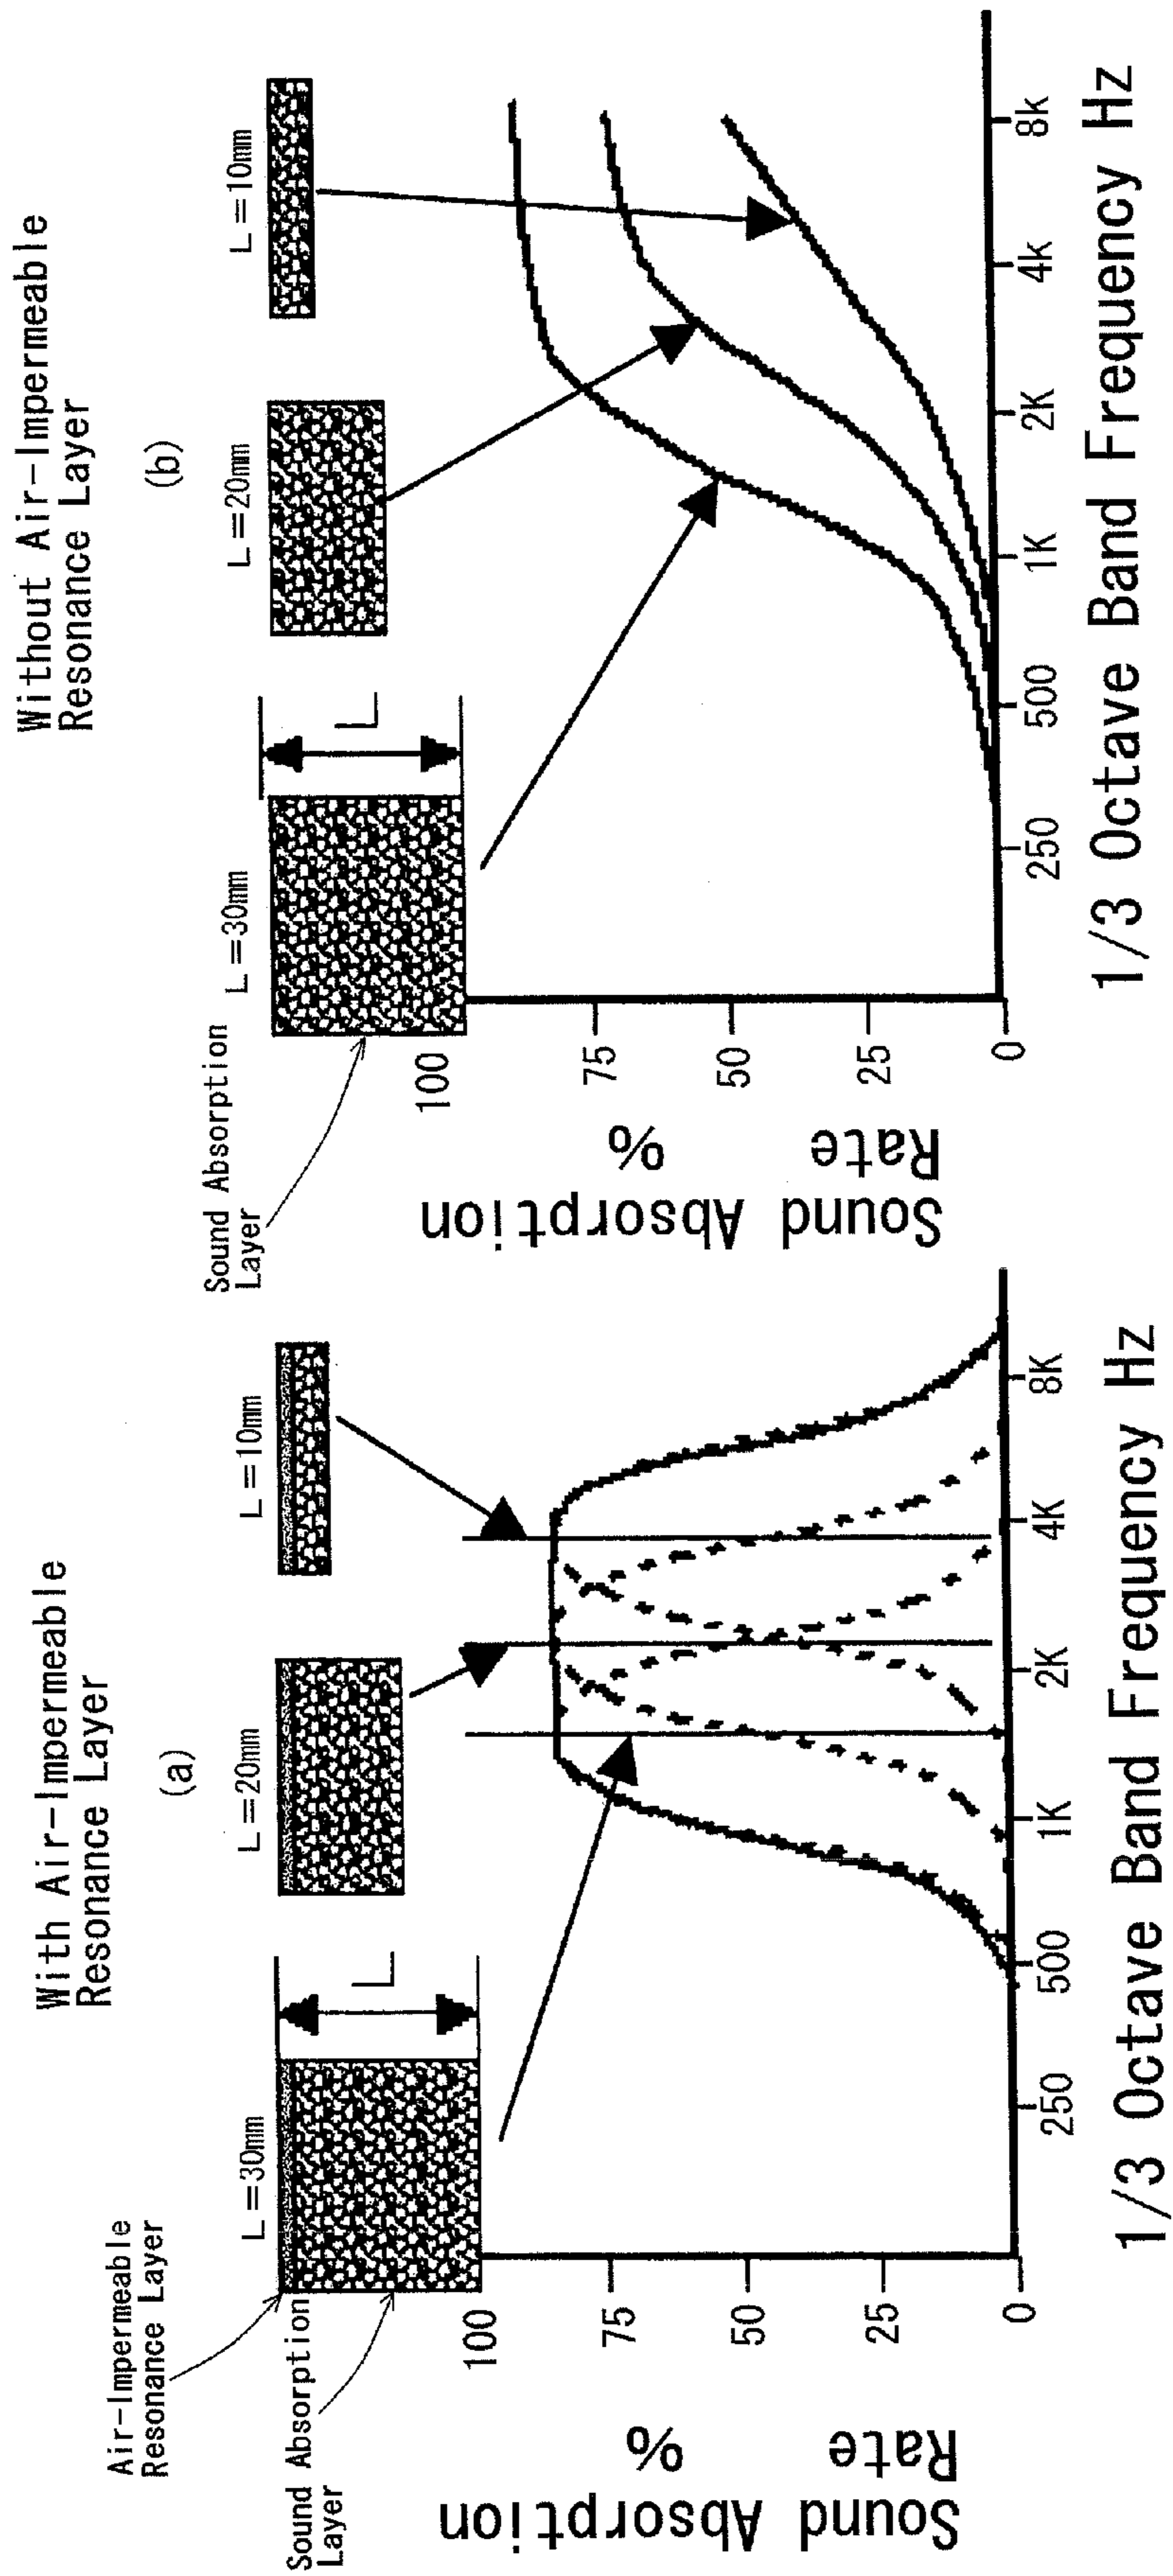 With Air-Impermeable
Resonance Layer
(a)
Air-Impermeable
Resonance Layer
Sound Absorption
Layer
L=30mm
L=20mm
L=10mm
L
100
75
50
25
0
Sound Absorption
Rate %
250
500
1K
2K
4K
8K
1/3 Octave Band Frequency Hz
Without Air-Impermeable
Resonance Layer
(b)
Sound Absorption
Layer
L=30mm
L=20mm
L=10mm
L
100
75
50
25
0
Sound Absorption
Rate %
250
500
1K
2K
4k
8k
1/3 Octave Band Frequency Hz